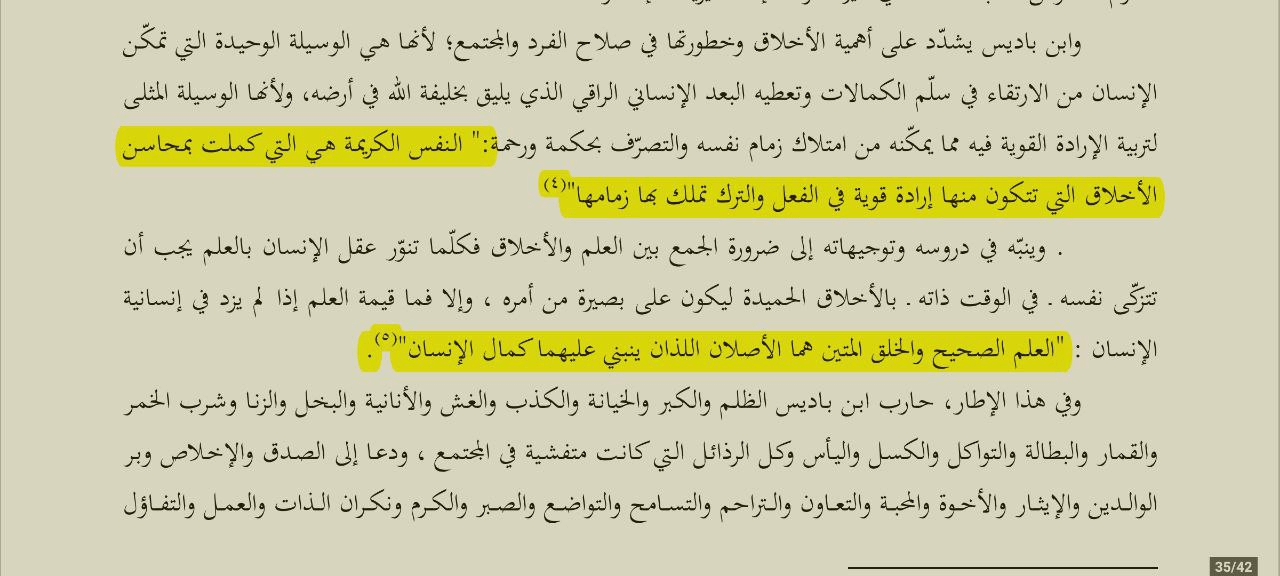 وابن باديس يشدّد على أهمية الأخلاق وخطورتها في صلاح الفرد والمجتمع؛ لأنها هي الوسيلة الوحيدة التي تمكّن
الإنسان من الارتقاء في سلّم الكمالات وتعطيه البعد الإنساني الراقي الذي يليق بخليفة الله في أرضه، ولأنها الوسيلة المثلى
لتربية الإرادة القوية فيه مما يمكّنه من امتلاك زمام نفسه والتصرّف بحكمة ورحمة:" النفس الكريمة هي التي كملت بمحاسن
الأخلاق التي تتكون منها إرادة قوية في الفعل والترك تملك بها زمامها"(٤)
. وينبّه في دروسه وتوجيهاته إلى ضرورة الجمع بين العلم والأخلاق فكلّما تنوّر عقل الإنسان بالعلم يجب أن
تتزكّى نفسه ـ في الوقت ذاته ـ بالأخلاق الحميدة ليكون على بصيرة من أمره ، وإلا فما قيمة العلم إذا لم يزد في إنسانية
الإنسان : "العلم الصحيح والخلق المتين هما الأصلان اللذان ينبني عليهما كمال الإنسان"(٥).
وفي هذا الإطار، حارب ابن باديس الظلم والكبر والخيانة والكذب والغش والأنانية والبخل والزنا وشرب الخمر
والقمار والبطالة والتواكل والكسل واليأس وكل الرذائل التي كانت متفشية في المجتمع ، ودعا إلى الصدق والإخلاص وبر
الوالدين والإيثار والأخوة والمحبة والتعاون والتراحم والتسامح والتواضع والصبر والكرم ونكران الذات والعمل والتفاؤل
35/42